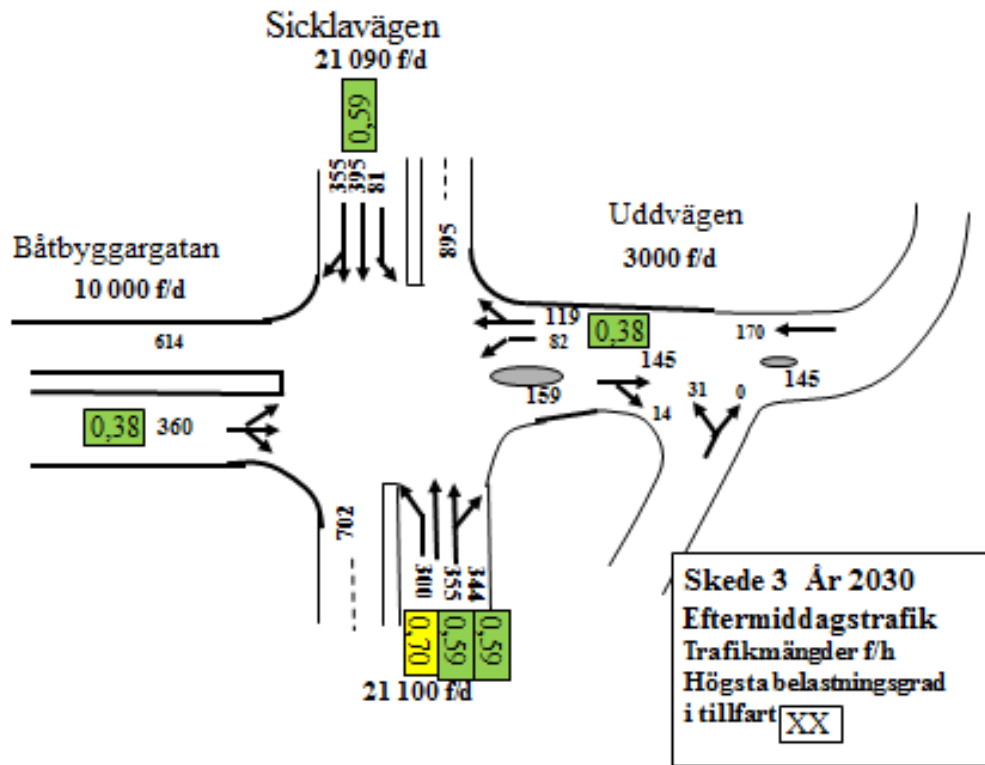 Sicklavägen
21 090 f/d
0,59
355
395
81
895
Båtbyggargatan
10 000 f/d
Uddvägen
3000 f/d
614
119
82
0,38
170
145
145
159
31
0
14
0,38
360
702
300
355
344
0,70
0,59
0,59
21 100 f/d
Skede 3 År 2030
Eftermiddagstrafik
Trafikmängder f/h
Högsta belastningsgrad
i tillfart XX